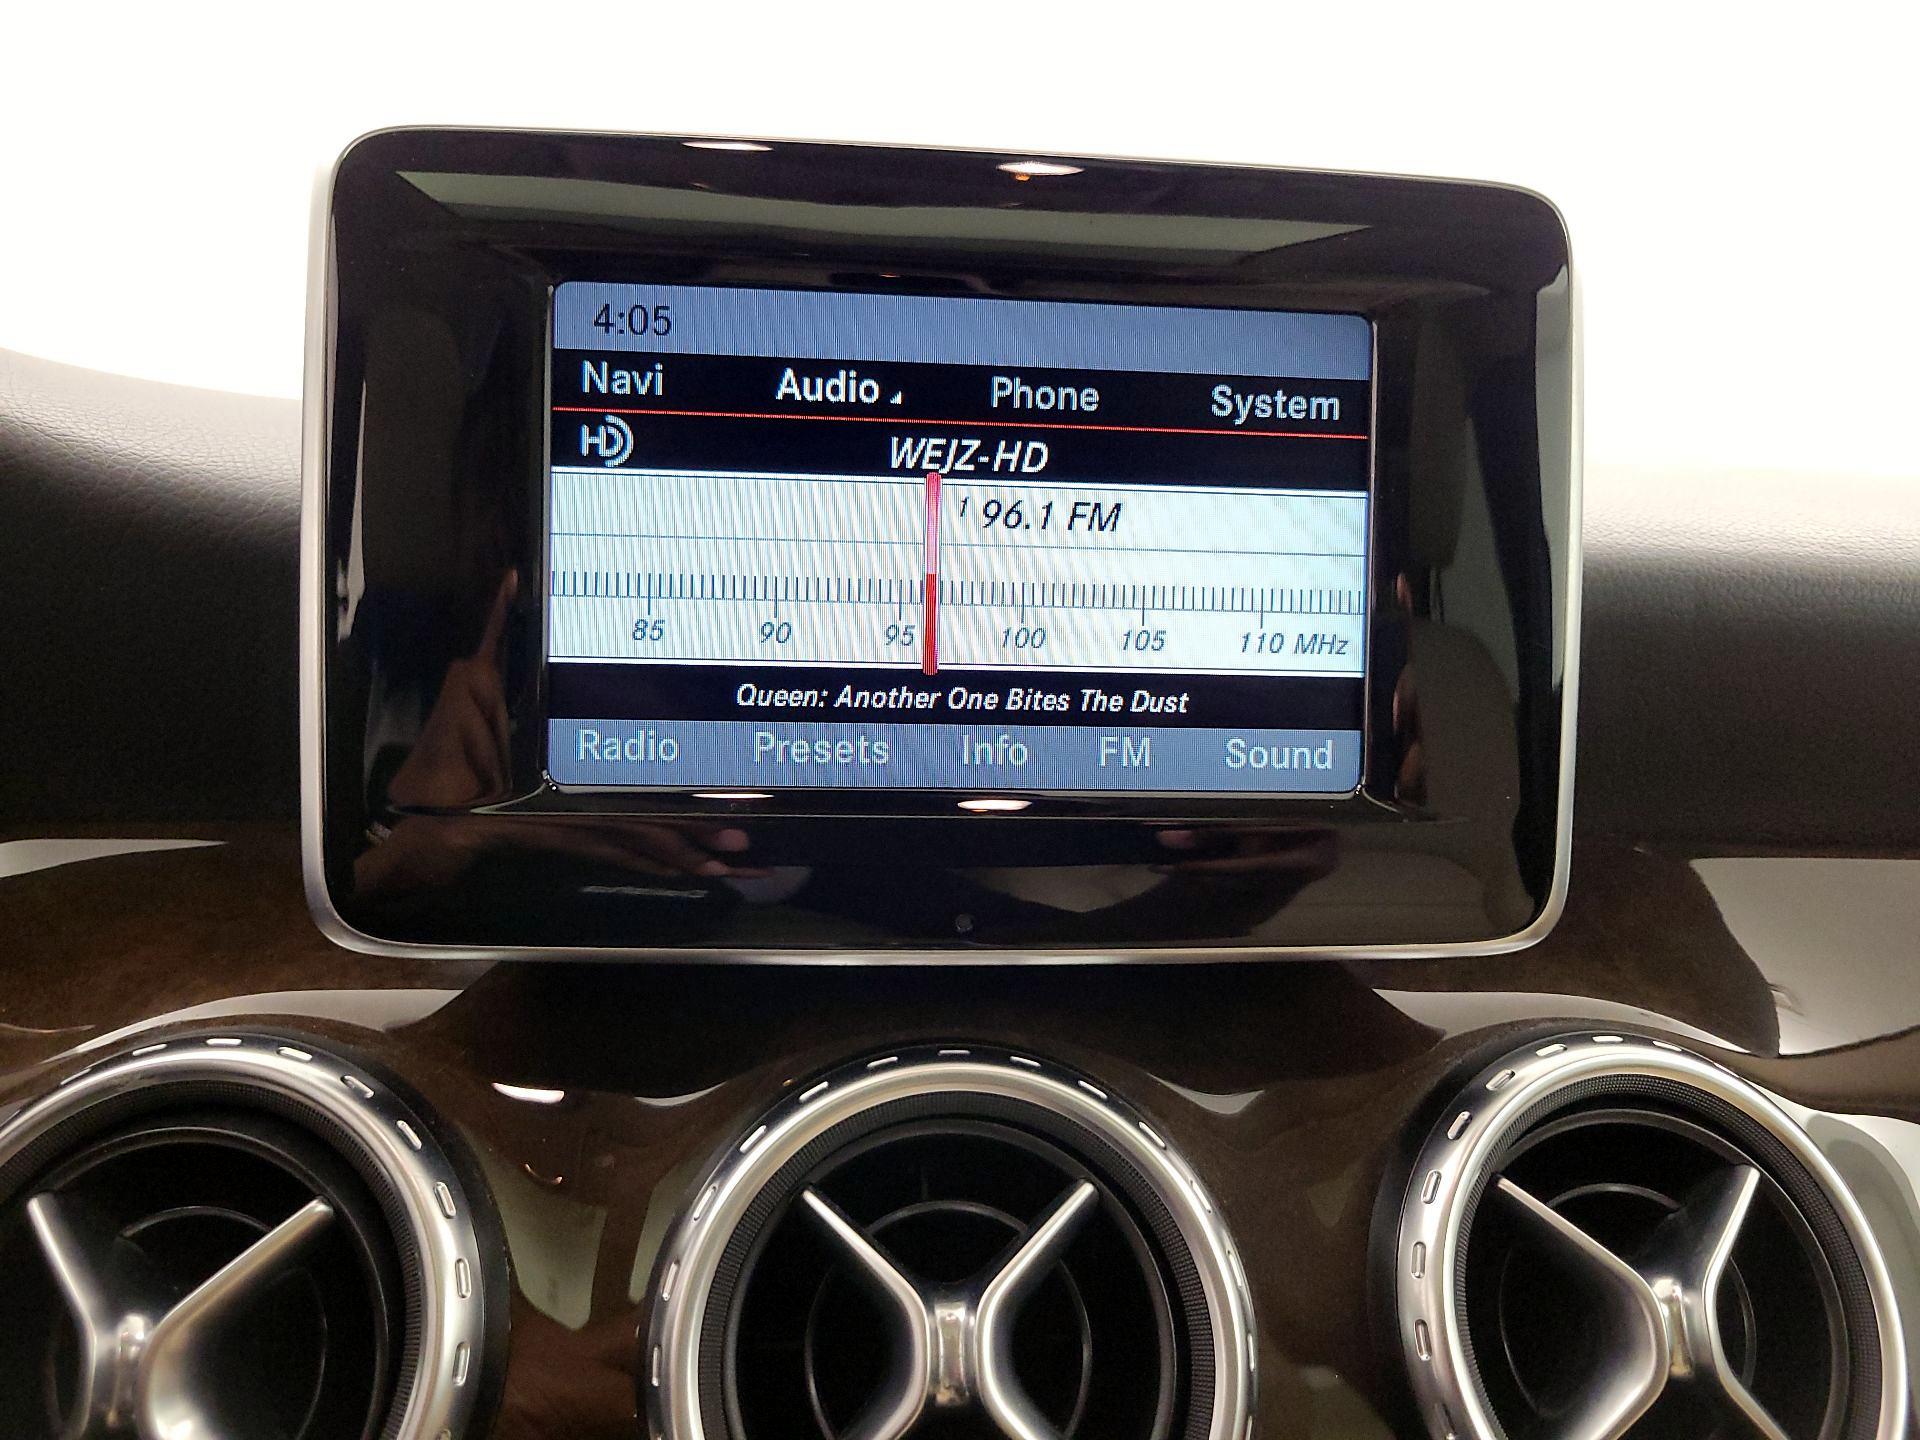 4:05
Navi Audio Phone System
HD WEJZ-HD
1 96.1 FM
85 90 95 100 105 110 MHz
Queen: Another One Bites The Dust
Radio Presets Info FM Sound